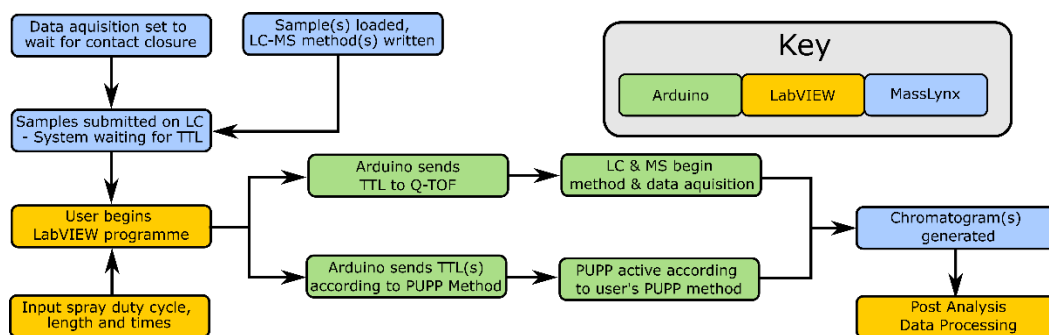 Data aquisition set to
wait for contact closure
Sample(s) loaded,
LC-MS method(s) written
Key
Arduino
LabVIEW
MassLynx
Samples submitted on LC
- System waiting for TTL
Arduino sends
TTL to Q-TOF
LC & MS begin
method & data aquisition
User begins
LabVIEW programme
Chromatogram(s)
generated
Arduino sends TTL(s)
according to PUPP Method
PUPP active according
to user's PUPP method
Input spray duty cycle,
length and times
Post Analysis
Data Processing